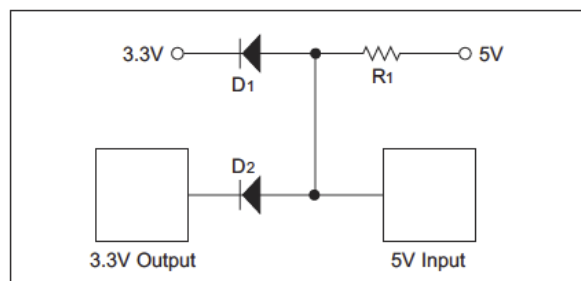 3.3V
5V
D1
R1
D2
3.3V Output
5V Input